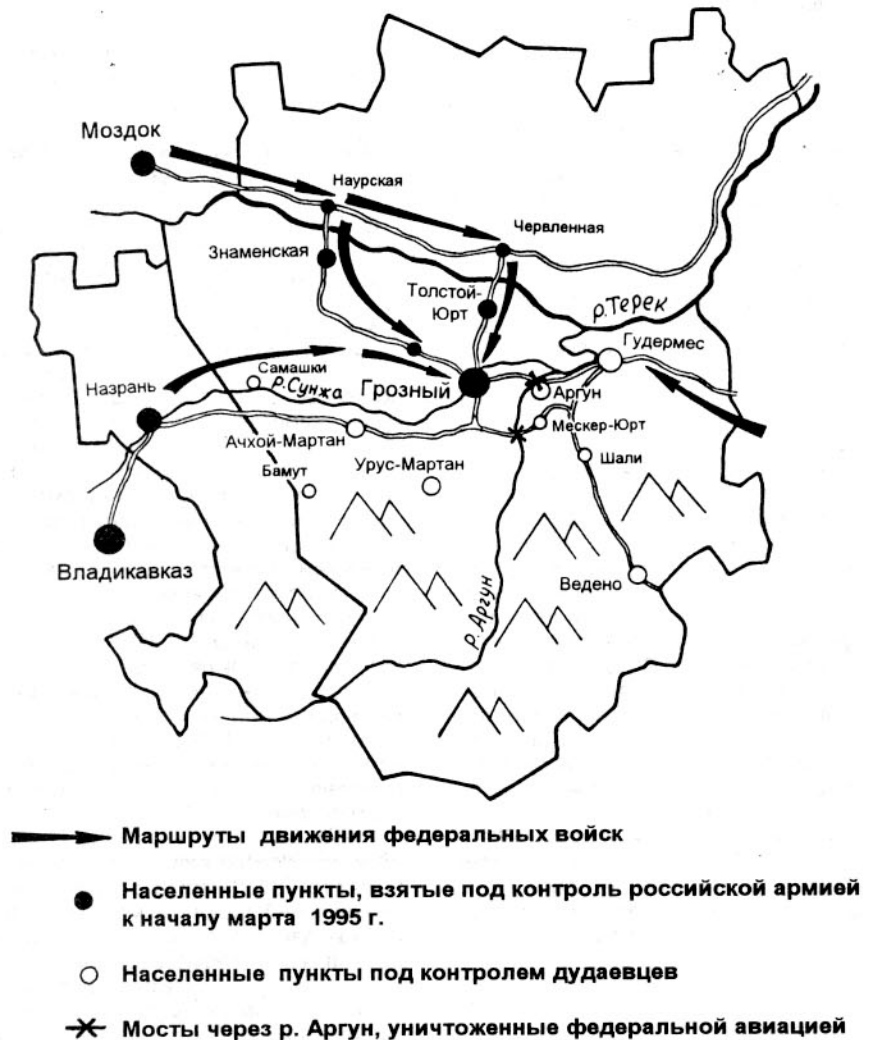 Моздок
Наурская
Червленная
Знаменская
Толстой-
Юрт
р. Терек
Гудермес
Самашки
р. Сунжа
Грозный
Назрань
Аргун
Мескер-Юрт
Ачхой-Мартан
Шали
Бамут
Урус-Мартан
Владикавказ
Ведено
р. Аргун
Маршруты движения федеральных войск
Населенные пункты, взятые под контроль российской армией
к началу марта 1995 г.
Населенные пункты под контролем дудаевцев
Мосты через р. Аргун, уничтоженные федеральной авиацией